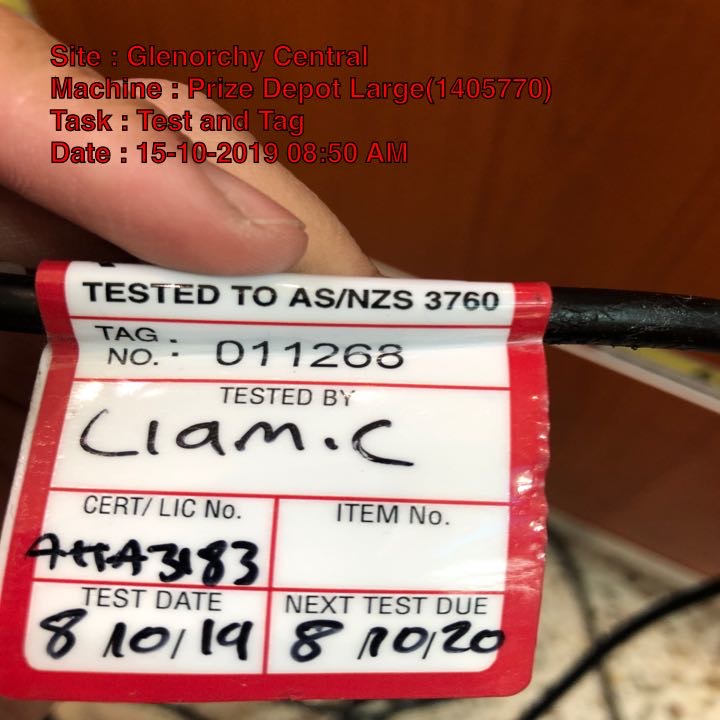 Site : Glenorchy Central
Machine : Prize Depot Large(1405770)
Task : Test and Tag
Date : 15-10-2019 08:50 AM
TESTED TO AS/NZS 3760
TAG NO. : 011268
TESTED BY
Liam.C
CERT/ LIC No.
ITEM No.
TEST DATE
NEXT TEST DUE
8/10/19
8/10/20